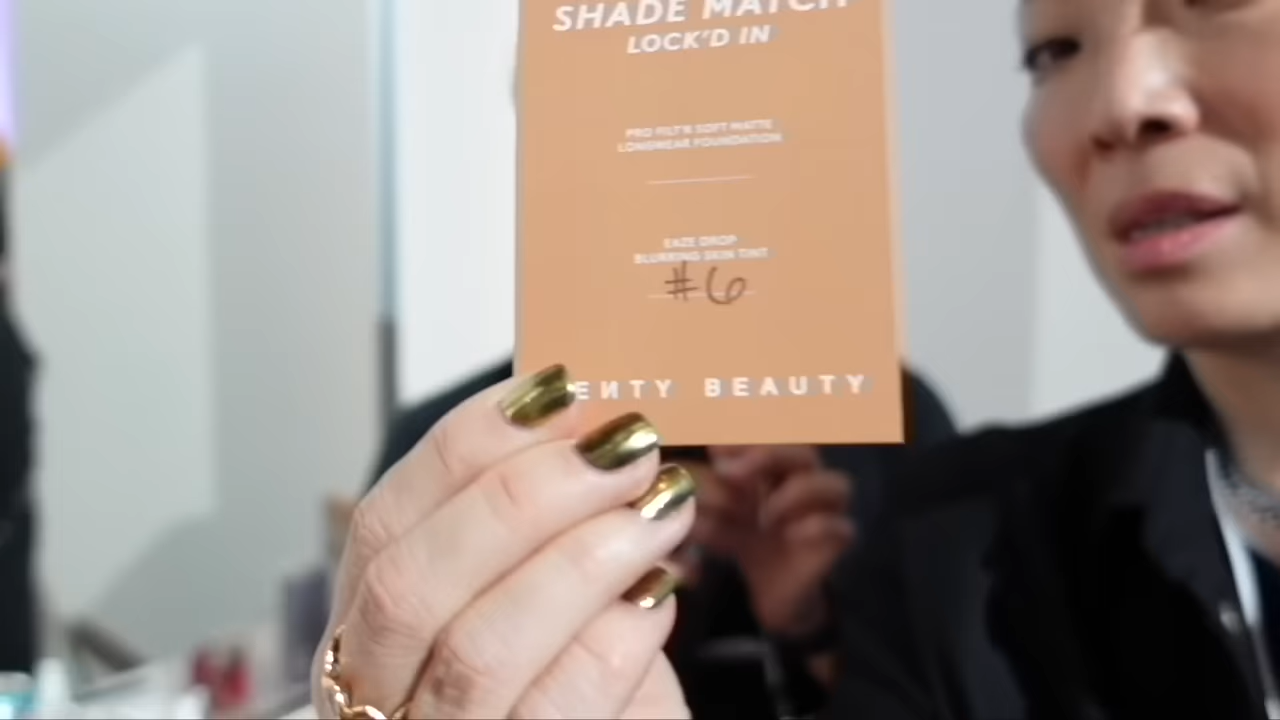 SHADE MATCH
LOCK'D IN
PRO FILT'R SOFT MATTE
LONGWEAR FOUNDATION
EAZE DROP
BLURRING SKIN TINT
#6
ENTY BEAUTY